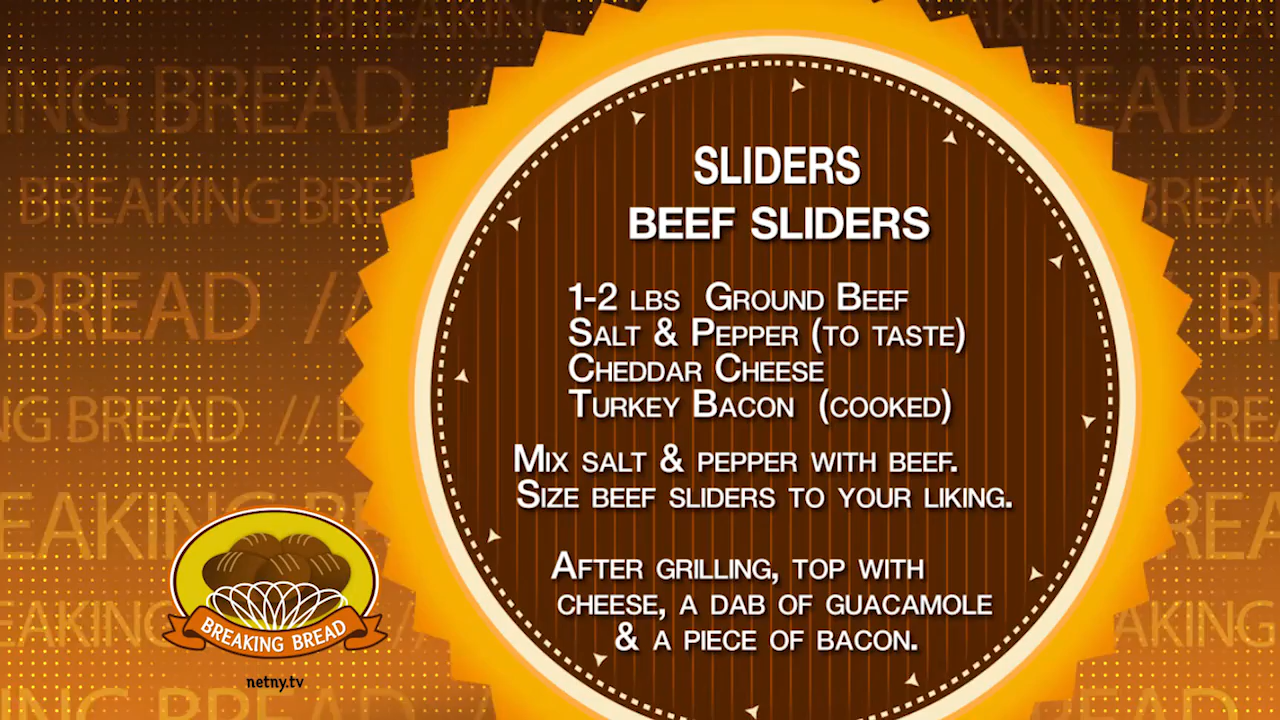 SLIDERS
BEEF SLIDERS
1-2 LBS GROUND BEEF
SALT & PEPPER (TO TASTE)
CHEDDAR CHEESE
TURKEY BACON (COOKED)
MIX SALT & PEPPER WITH BEEF.
SIZE BEEF SLIDERS TO YOUR LIKING.
AFTER GRILLING, TOP WITH
CHEESE, A DAB OF GUACAMOLE
& A PIECE OF BACON.
BREAKING BREAD
netny.tv